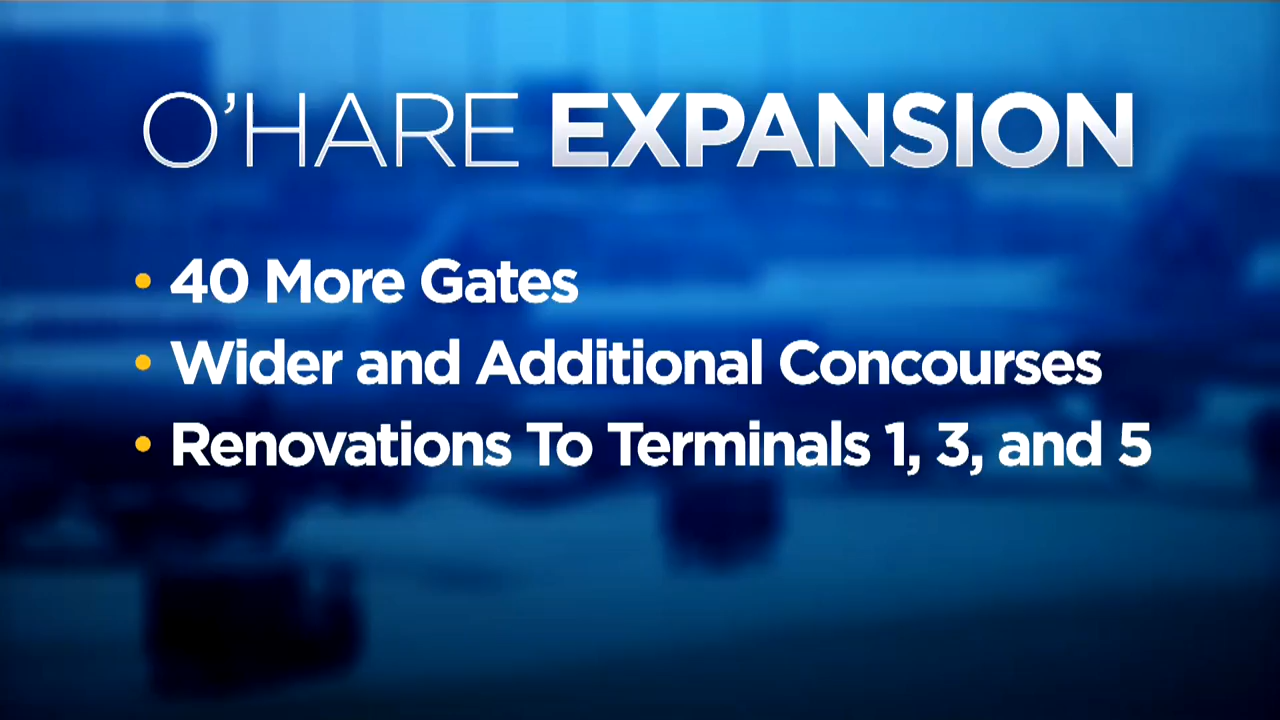 O'HARE EXPANSION
• 40 More Gates
• Wider and Additional Concourses
• Renovations To Terminals 1, 3, and 5